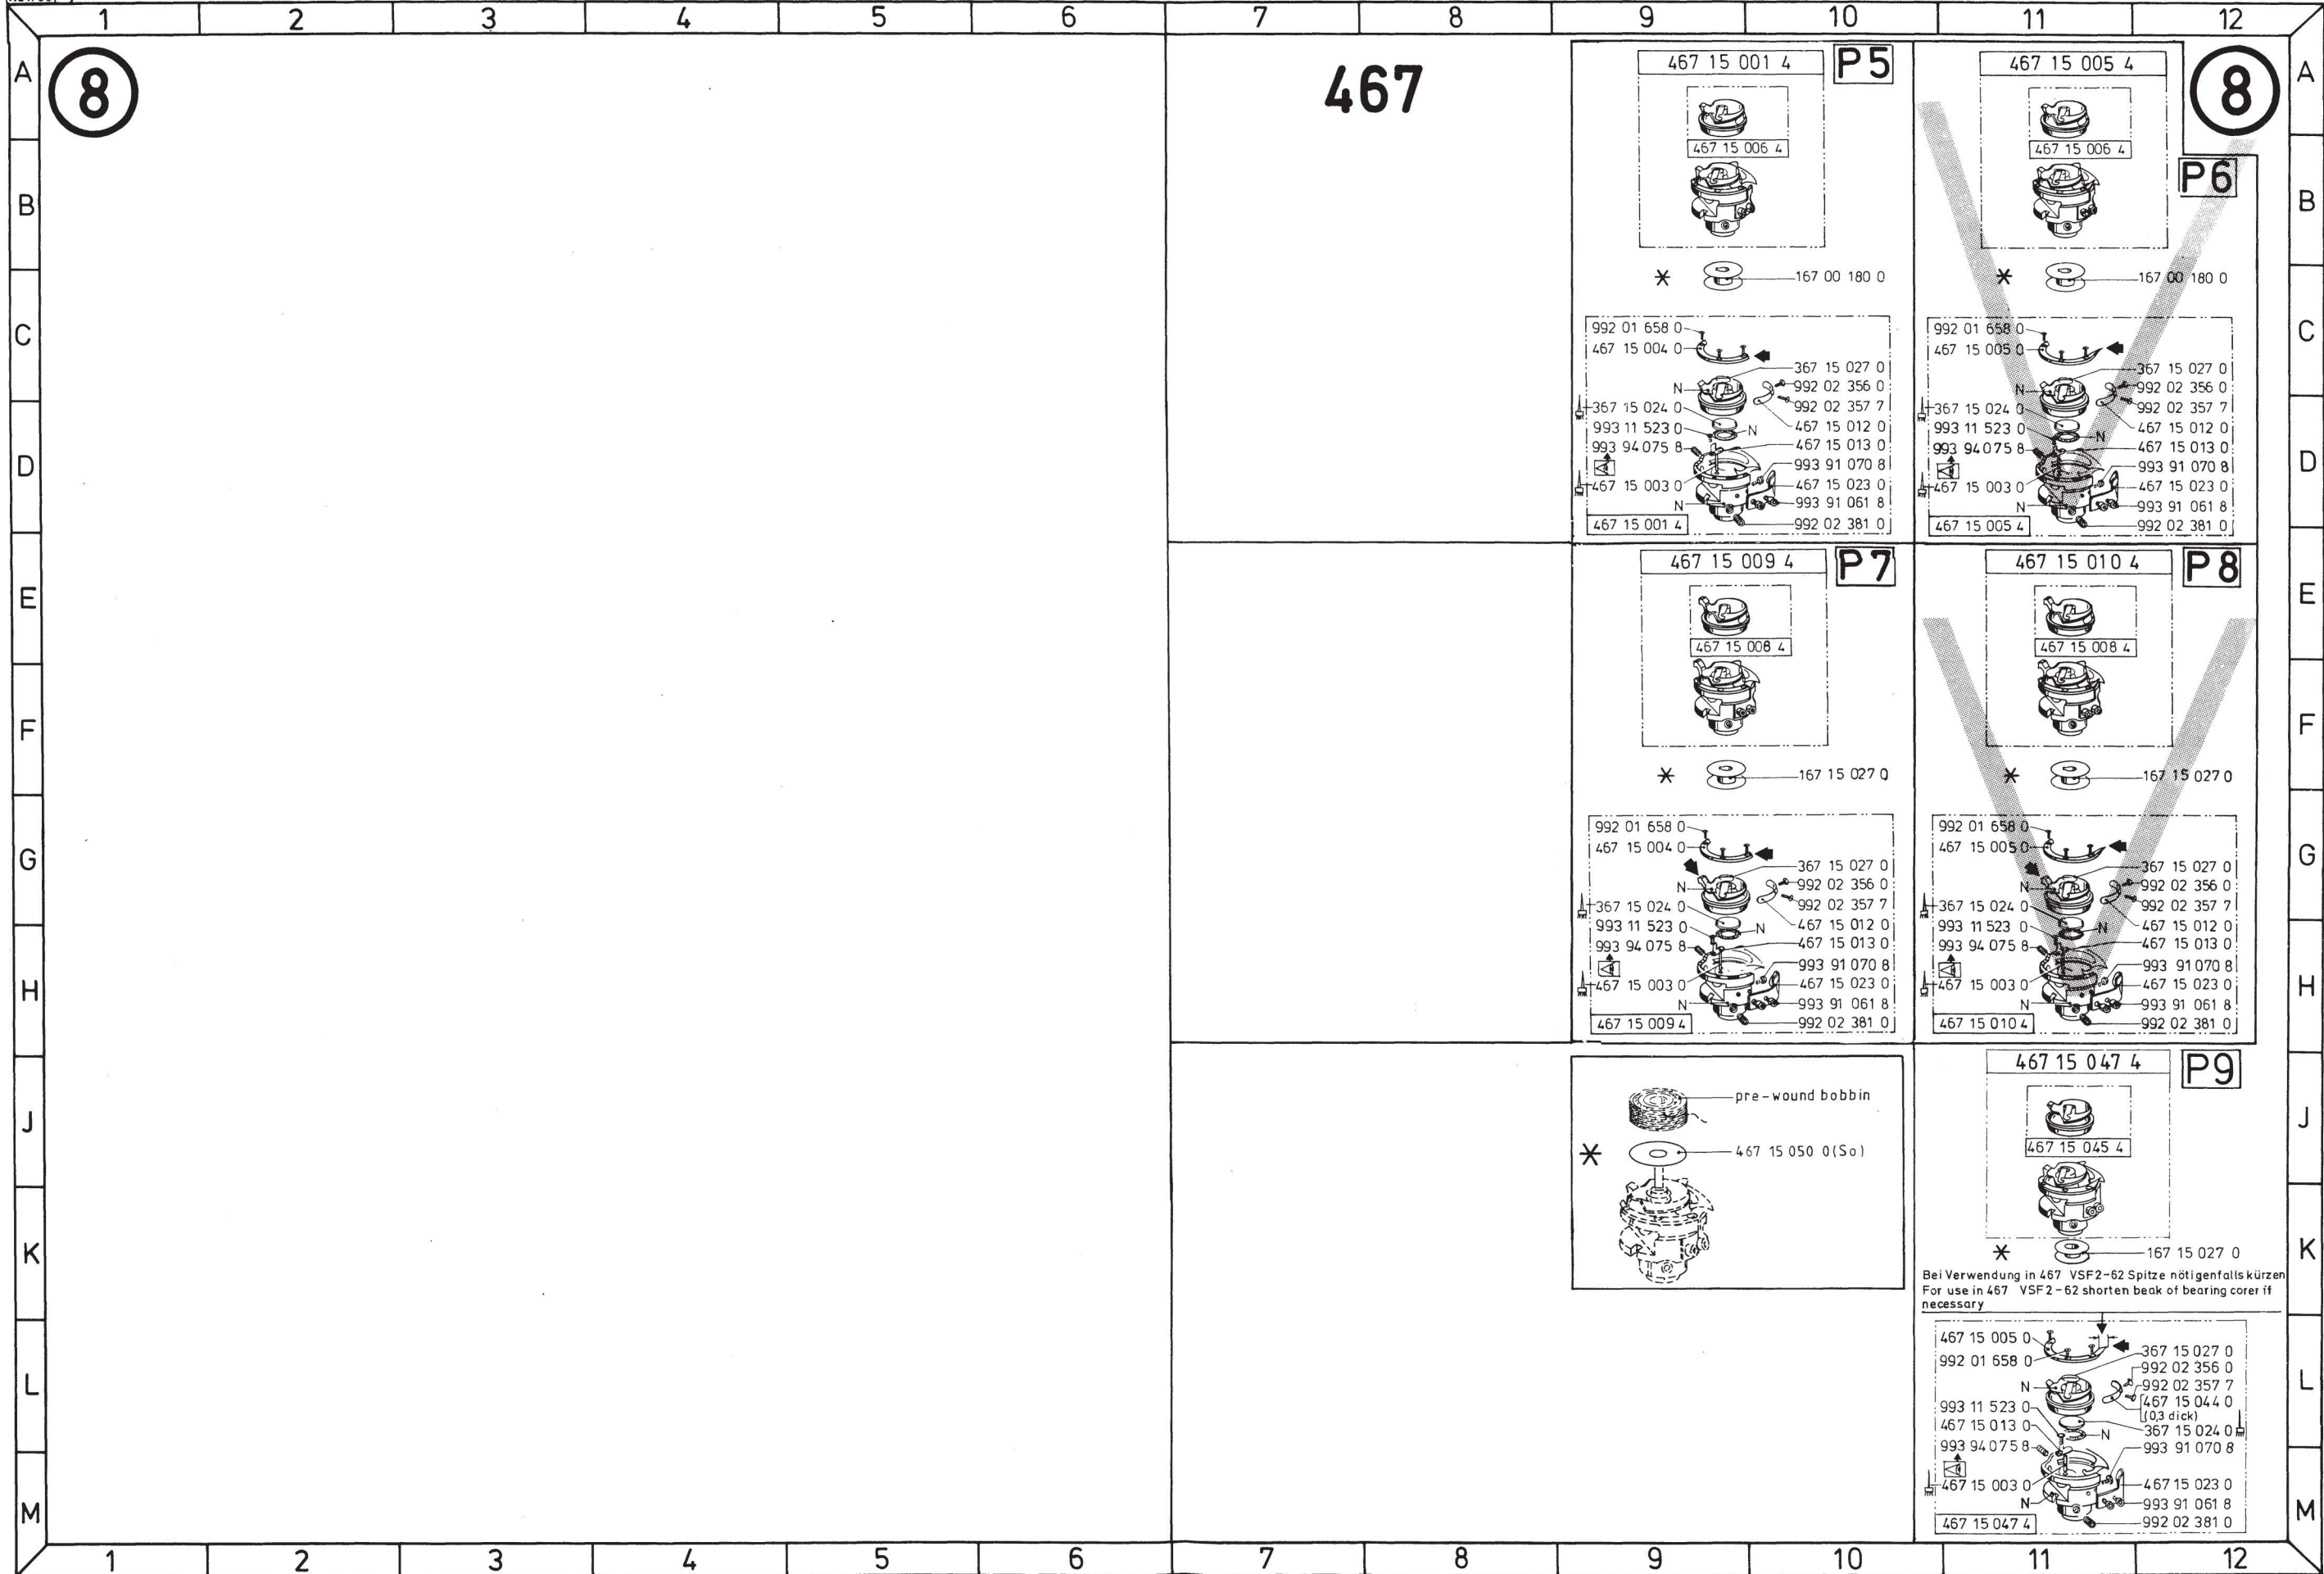 1 2 3 4 5 6 7 8 9 10 11 12
A
B
C
D
E
F
G
H
J
K
L
M
8
467
8
467 15 001 4
P5
467 15 006 4
167 00 180 0
992 01 658 0
467 15 004 0
367 15 027 0
N
992 02 356 0
367 15 024 0
992 02 357 7
993 11 523 0
N
467 15 012 0
993 94 075 8
467 15 013 0
993 91 070 8
467 15 003 0
467 15 023 0
N
993 91 061 8
467 15 001 4
992 02 381 0
467 15 005 4
P6
467 15 006 4
167 00 180 0
992 01 658 0
467 15 005 0
367 15 027 0
N
992 02 356 0
367 15 024 0
992 02 357 7
993 11 523 0
N
467 15 012 0
993 94 075 8
467 15 013 0
993 91 070 8
467 15 003 0
467 15 023 0
N
993 91 061 8
467 15 005 4
992 02 381 0
467 15 009 4
P7
467 15 008 4
167 15 027 0
992 01 658 0
467 15 004 0
367 15 027 0
N
992 02 356 0
367 15 024 0
992 02 357 7
993 11 523 0
N
467 15 012 0
993 94 075 8
467 15 013 0
993 91 070 8
467 15 003 0
467 15 023 0
N
993 91 061 8
467 15 009 4
992 02 381 0
467 15 010 4
P8
467 15 008 4
167 15 027 0
992 01 658 0
467 15 005 0
367 15 027 0
N
992 02 356 0
367 15 024 0
992 02 357 7
993 11 523 0
N
467 15 012 0
993 94 075 8
467 15 013 0
993 91 070 8
467 15 003 0
467 15 023 0
N
993 91 061 8
467 15 010 4
992 02 381 0
pre-wound bobbin
467 15 050 0 (So)
467 15 047 4
P9
467 15 045 4
167 15 027 0
Bei Verwendung in 467 VSF2-62 Spitze nötigenfalls kürzen
For use in 467 VSF2-62 shorten beak of bearing corer if
necessary
467 15 005 0
992 01 658 0
367 15 027 0
992 02 356 0
N
992 02 357 7
467 15 044 0
(0,3 dick)
993 11 523 0
467 15 013 0
367 15 024 0
N
993 94 075 8
993 91 070 8
467 15 003 0
467 15 023 0
N
993 91 061 8
467 15 047 4
992 02 381 0
A
B
C
D
E
F
G
H
J
K
L
M
1 2 3 4 5 6 7 8 9 10 11 12